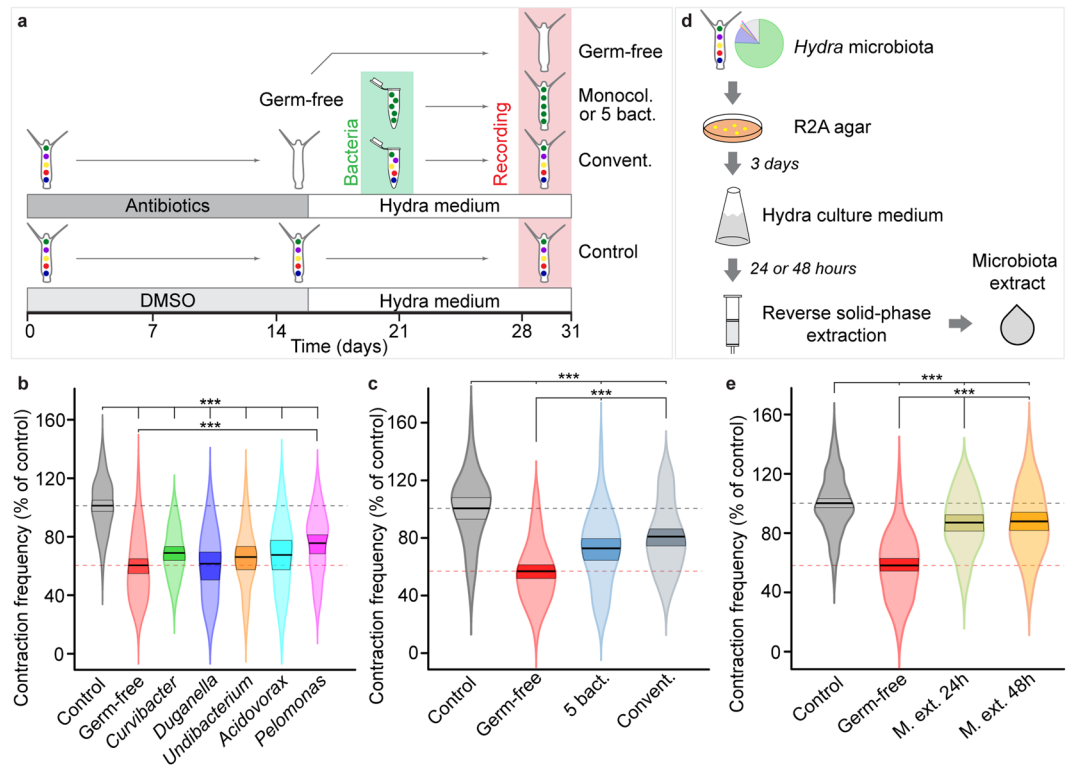 a
Germ-free
Germ-free
Bacteria
Recording
Monocol.
or 5 bact.
Convent.
Antibiotics
Hydra medium
Control
DMSO
Hydra medium
0 7 14 21 28 31
Time (days)
d
Hydra microbiota
R2A agar
3 days
Hydra culture medium
24 or 48 hours
Microbiota
extract
Reverse solid-phase
extraction
b
Contraction frequency (% of control)
160
120
80
40
0
***
***
Control
Germ-free
Curvibacter
Duganella
Undibacterium
Acidovorax
Pelomonas
c
Contraction frequency (% of control)
160
120
80
40
0
***
***
Control
Germ-free
5 bact.
Convent.
e
Contraction frequency (% of control)
160
120
80
40
0
***
***
Control
Germ-free
M. ext. 24h
M. ext. 48h